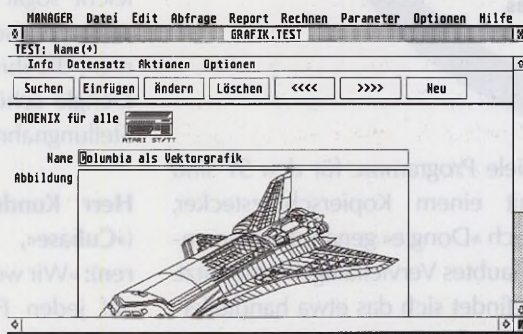 MANAGER Datei Edit Abfrage Report Rechnen Parameter Optionen Hilfe
GRAFIK.TEST
TEST: Name(+)
Info Datensatz Aktionen Optionen
Suchen Einfügen Ändern Löschen <<<< >>>> Neu
PHOENIX für alle
ATARI ST/TT
Name Columbia als Vektorgrafik
Abbildung